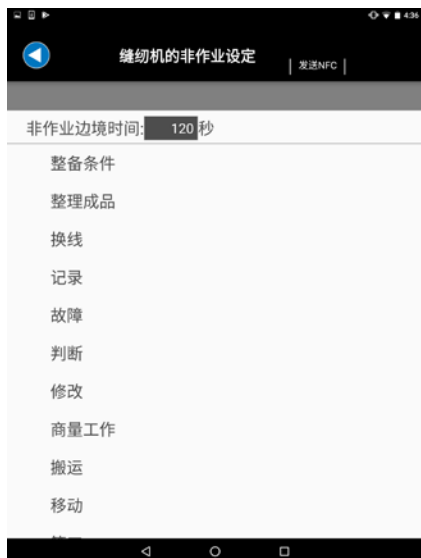 4:36
缝纫机的非作业设定
发送NFC
非作业边境时间: 120 秒
整备条件
整理成品
换线
记录
故障
判断
修改
商量工作
搬运
移动